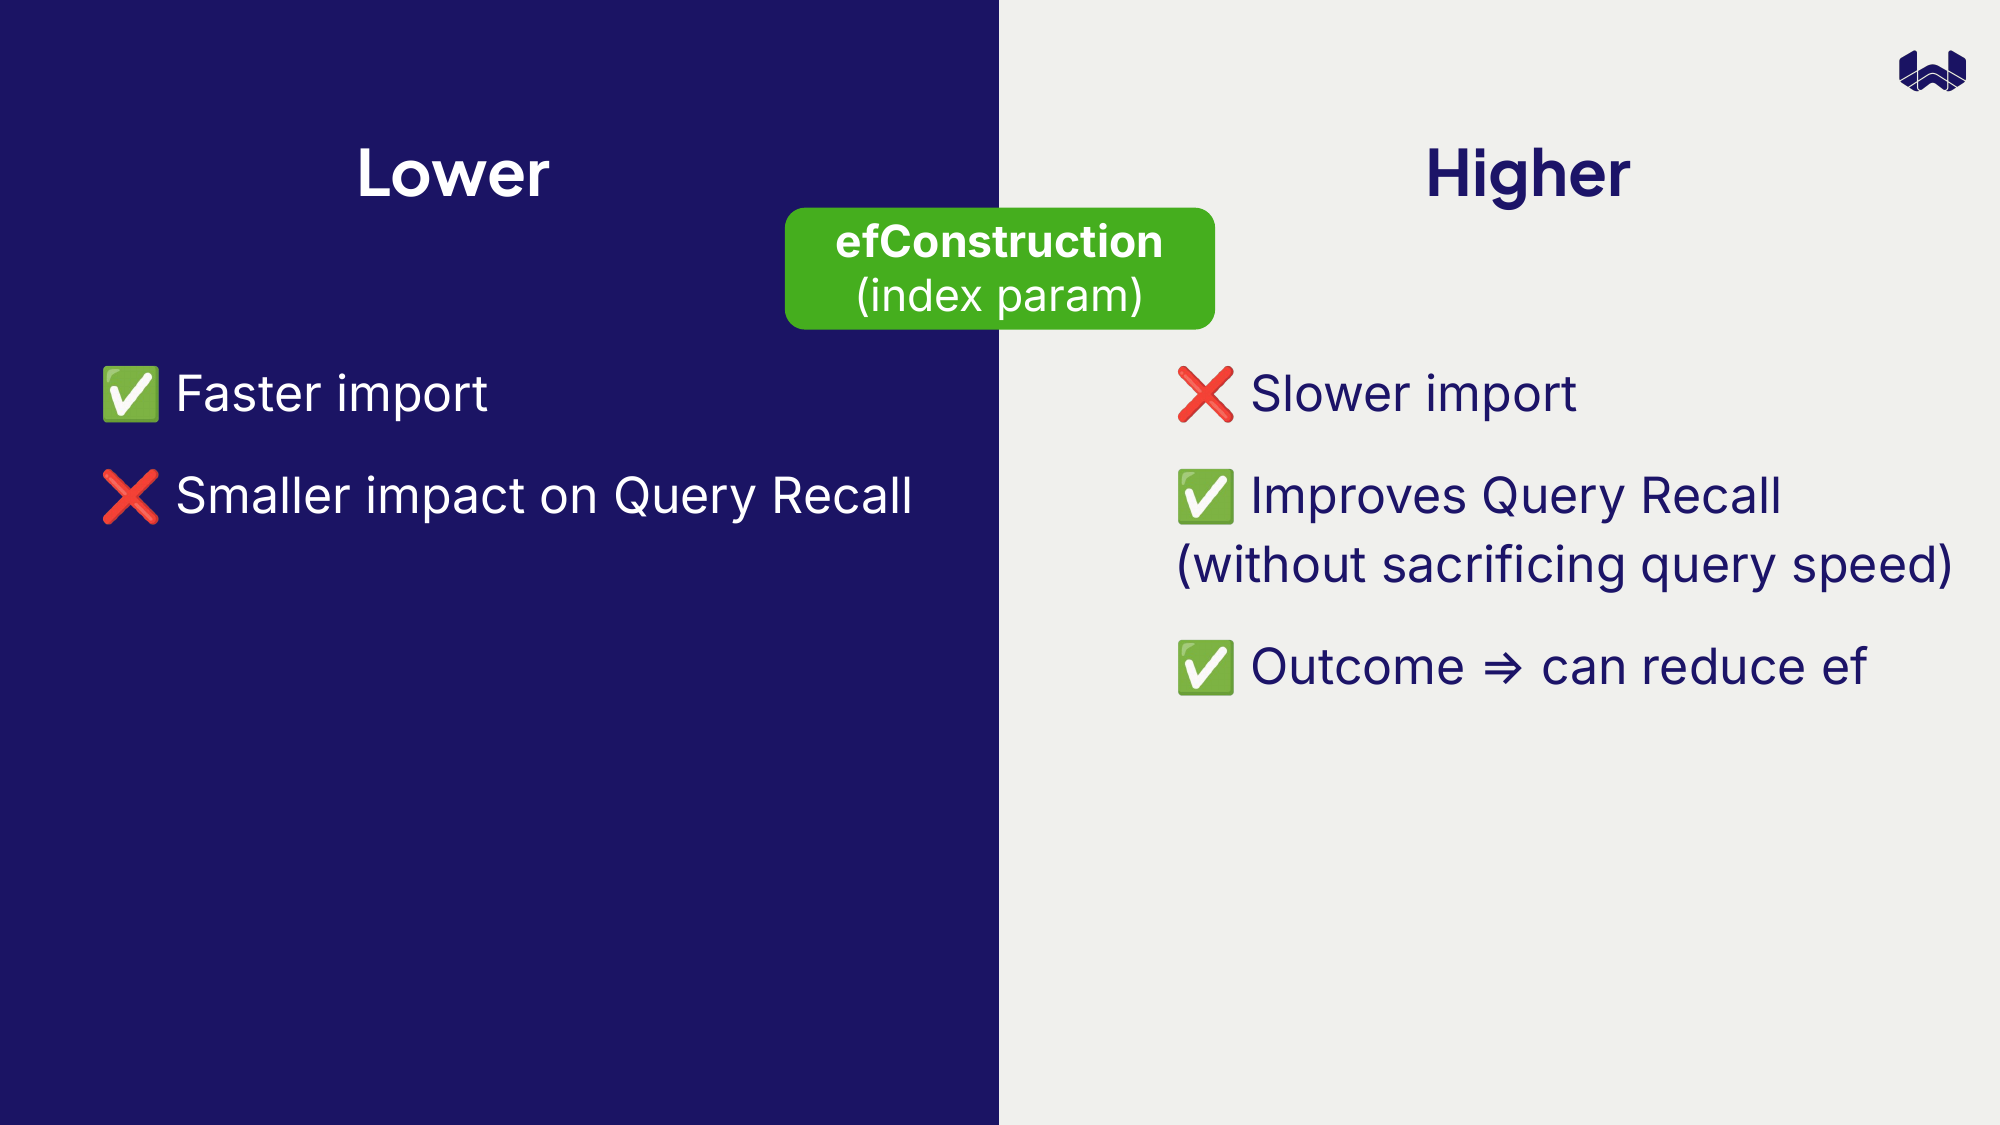 Lower
Higher
efConstruction
(index param)
✅ Faster import
❌ Smaller impact on Query Recall
❌ Slower import
✅ Improves Query Recall
(without sacrificing query speed)
✅ Outcome ⇒ can reduce ef